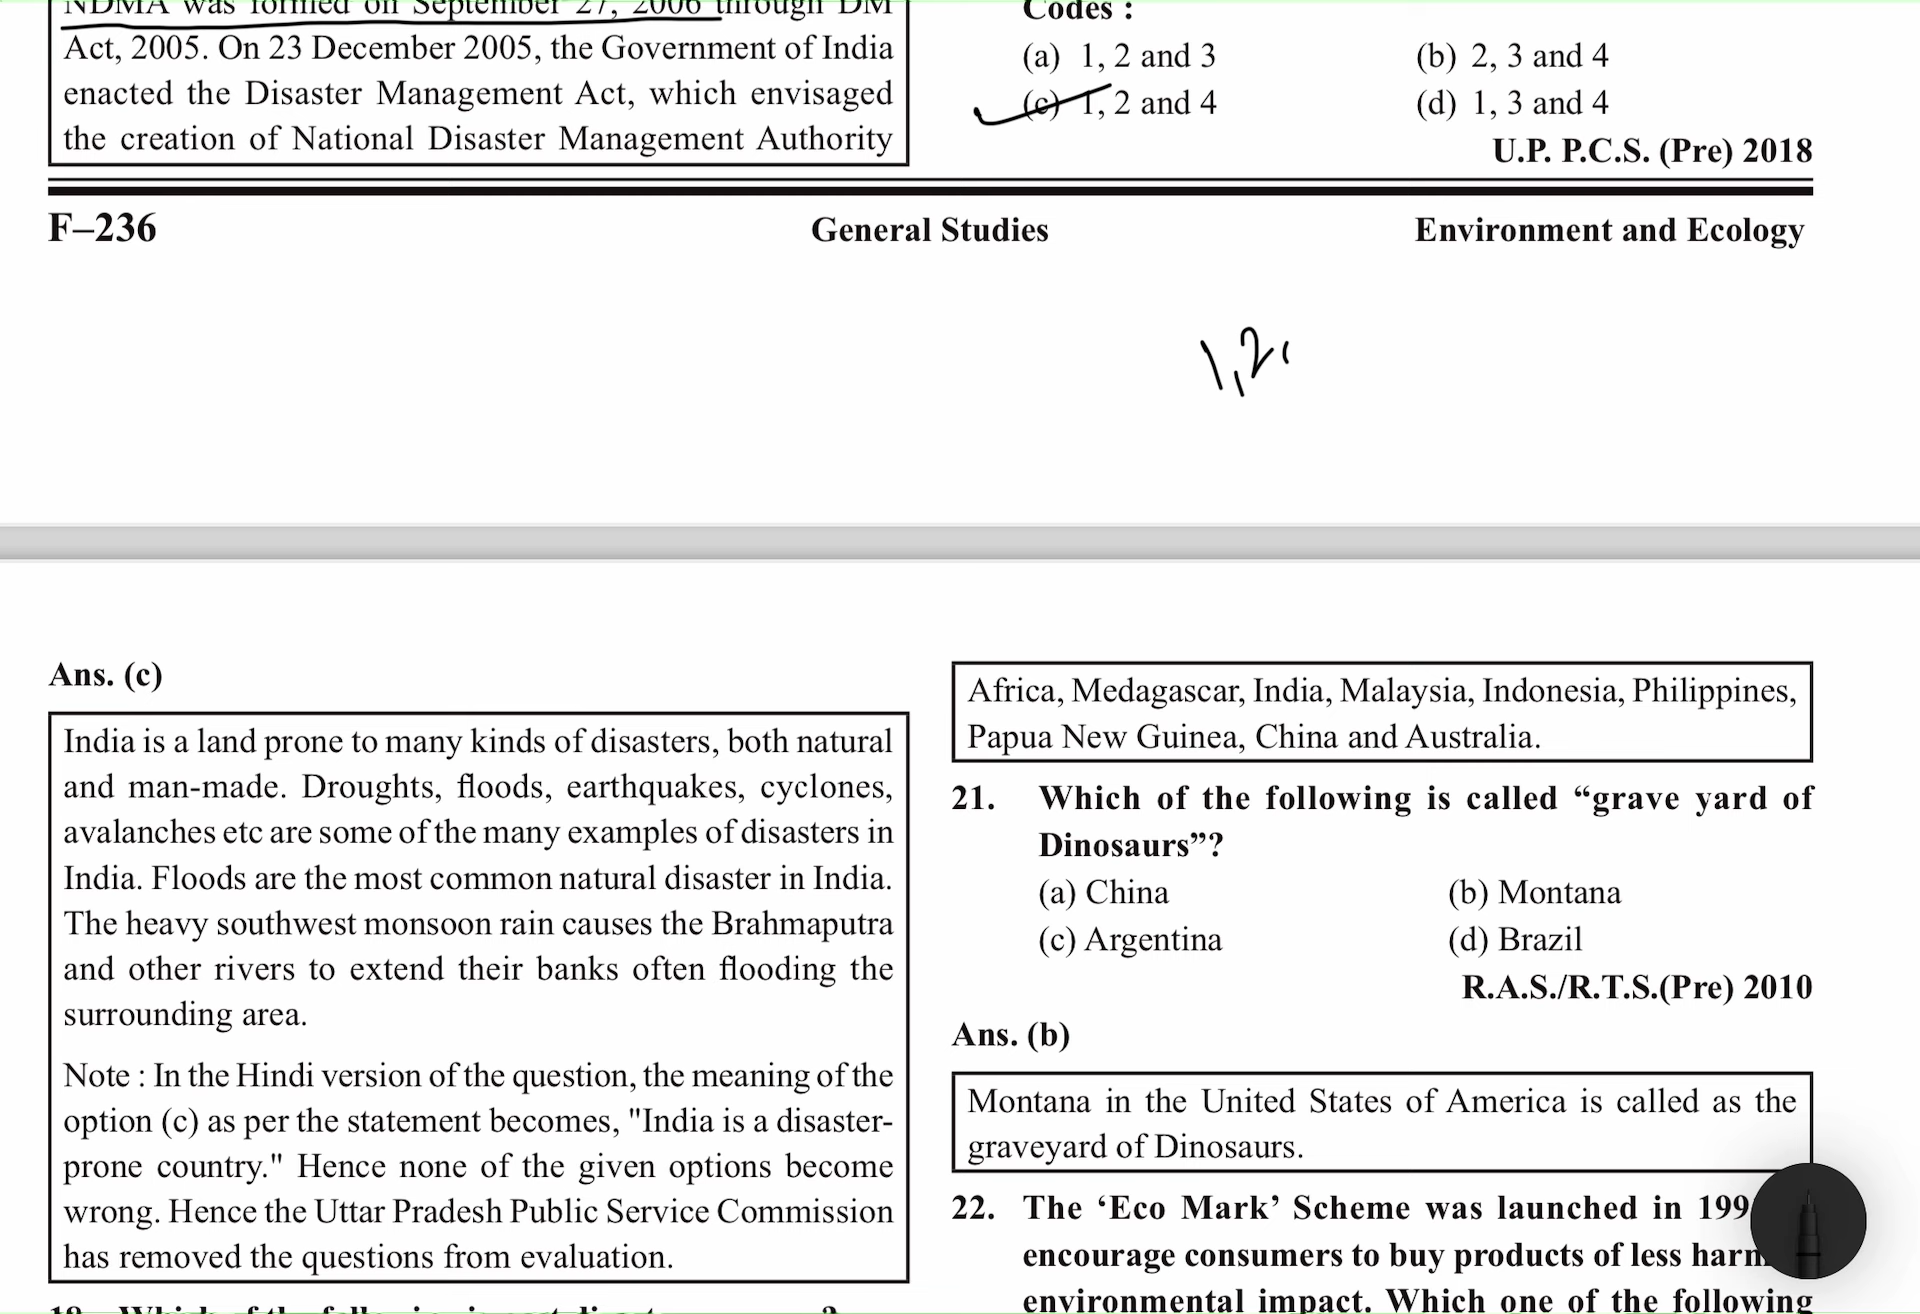 NDMA was formed on September 27, 2006 through DM
Act, 2005. On 23 December 2005, the Government of India
enacted the Disaster Management Act, which envisaged
the creation of National Disaster Management Authority
Codes :
(a) 1, 2 and 3
(b) 2, 3 and 4
(c) 1, 2 and 4
(d) 1, 3 and 4
U.P. P.C.S. (Pre) 2018
F–236
General Studies
Environment and Ecology
1,2
Ans. (c)
India is a land prone to many kinds of disasters, both natural
and man-made. Droughts, floods, earthquakes, cyclones,
avalanches etc are some of the many examples of disasters in
India. Floods are the most common natural disaster in India.
The heavy southwest monsoon rain causes the Brahmaputra
and other rivers to extend their banks often flooding the
surrounding area.
Note : In the Hindi version of the question, the meaning of the
option (c) as per the statement becomes, "India is a disaster-
prone country." Hence none of the given options become
wrong. Hence the Uttar Pradesh Public Service Commission
has removed the questions from evaluation.
Africa, Medagascar, India, Malaysia, Indonesia, Philippines,
Papua New Guinea, China and Australia.
21. Which of the following is called “grave yard of
Dinosaurs”?
(a) China
(b) Montana
(c) Argentina
(d) Brazil
R.A.S./R.T.S.(Pre) 2010
Ans. (b)
Montana in the United States of America is called as the
graveyard of Dinosaurs.
22. The ‘Eco Mark’ Scheme was launched in 199
encourage consumers to buy products of less harm
environmental impact. Which one of the following